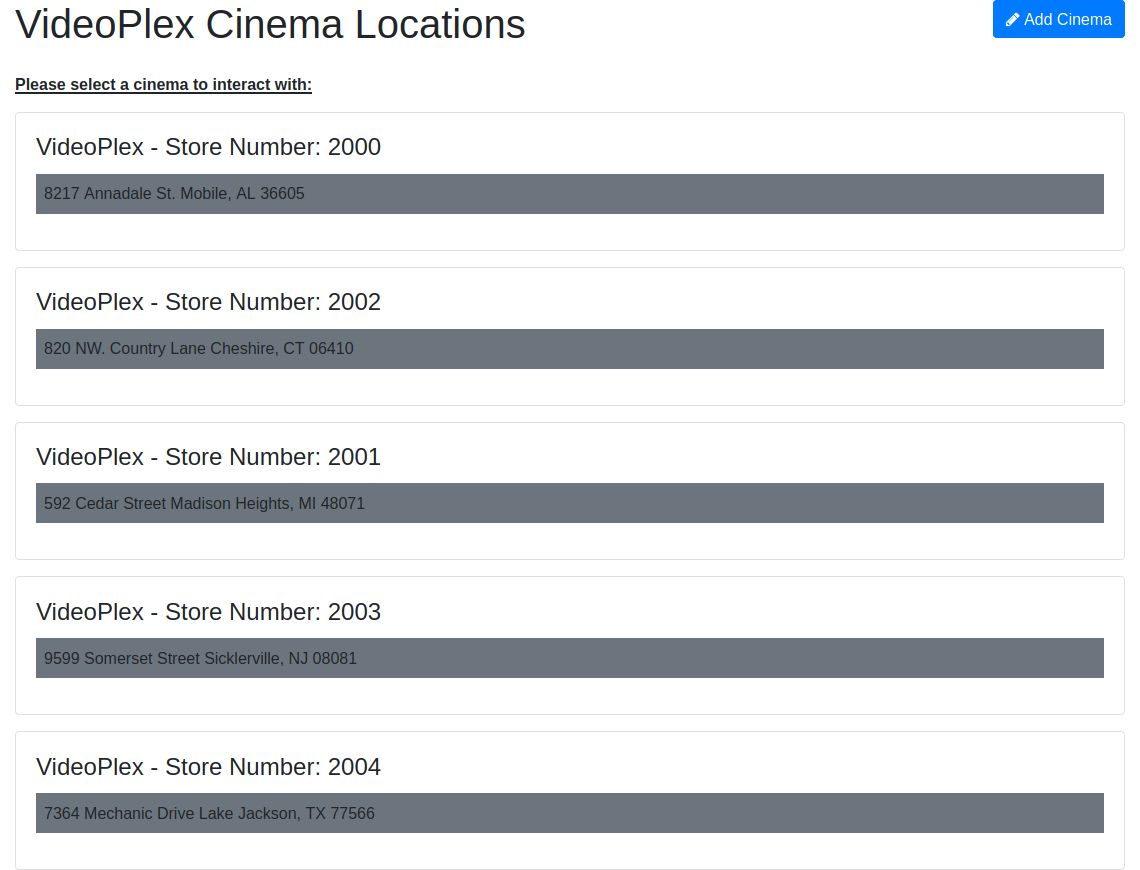 VideoPlex Cinema Locations
Add Cinema
Please select a cinema to interact with:
VideoPlex - Store Number: 2000
8217 Annadale St. Mobile, AL 36605
VideoPlex - Store Number: 2002
820 NW. Country Lane Cheshire, CT 06410
VideoPlex - Store Number: 2001
592 Cedar Street Madison Heights, MI 48071
VideoPlex - Store Number: 2003
9599 Somerset Street Sicklerville, NJ 08081
VideoPlex - Store Number: 2004
7364 Mechanic Drive Lake Jackson, TX 77566